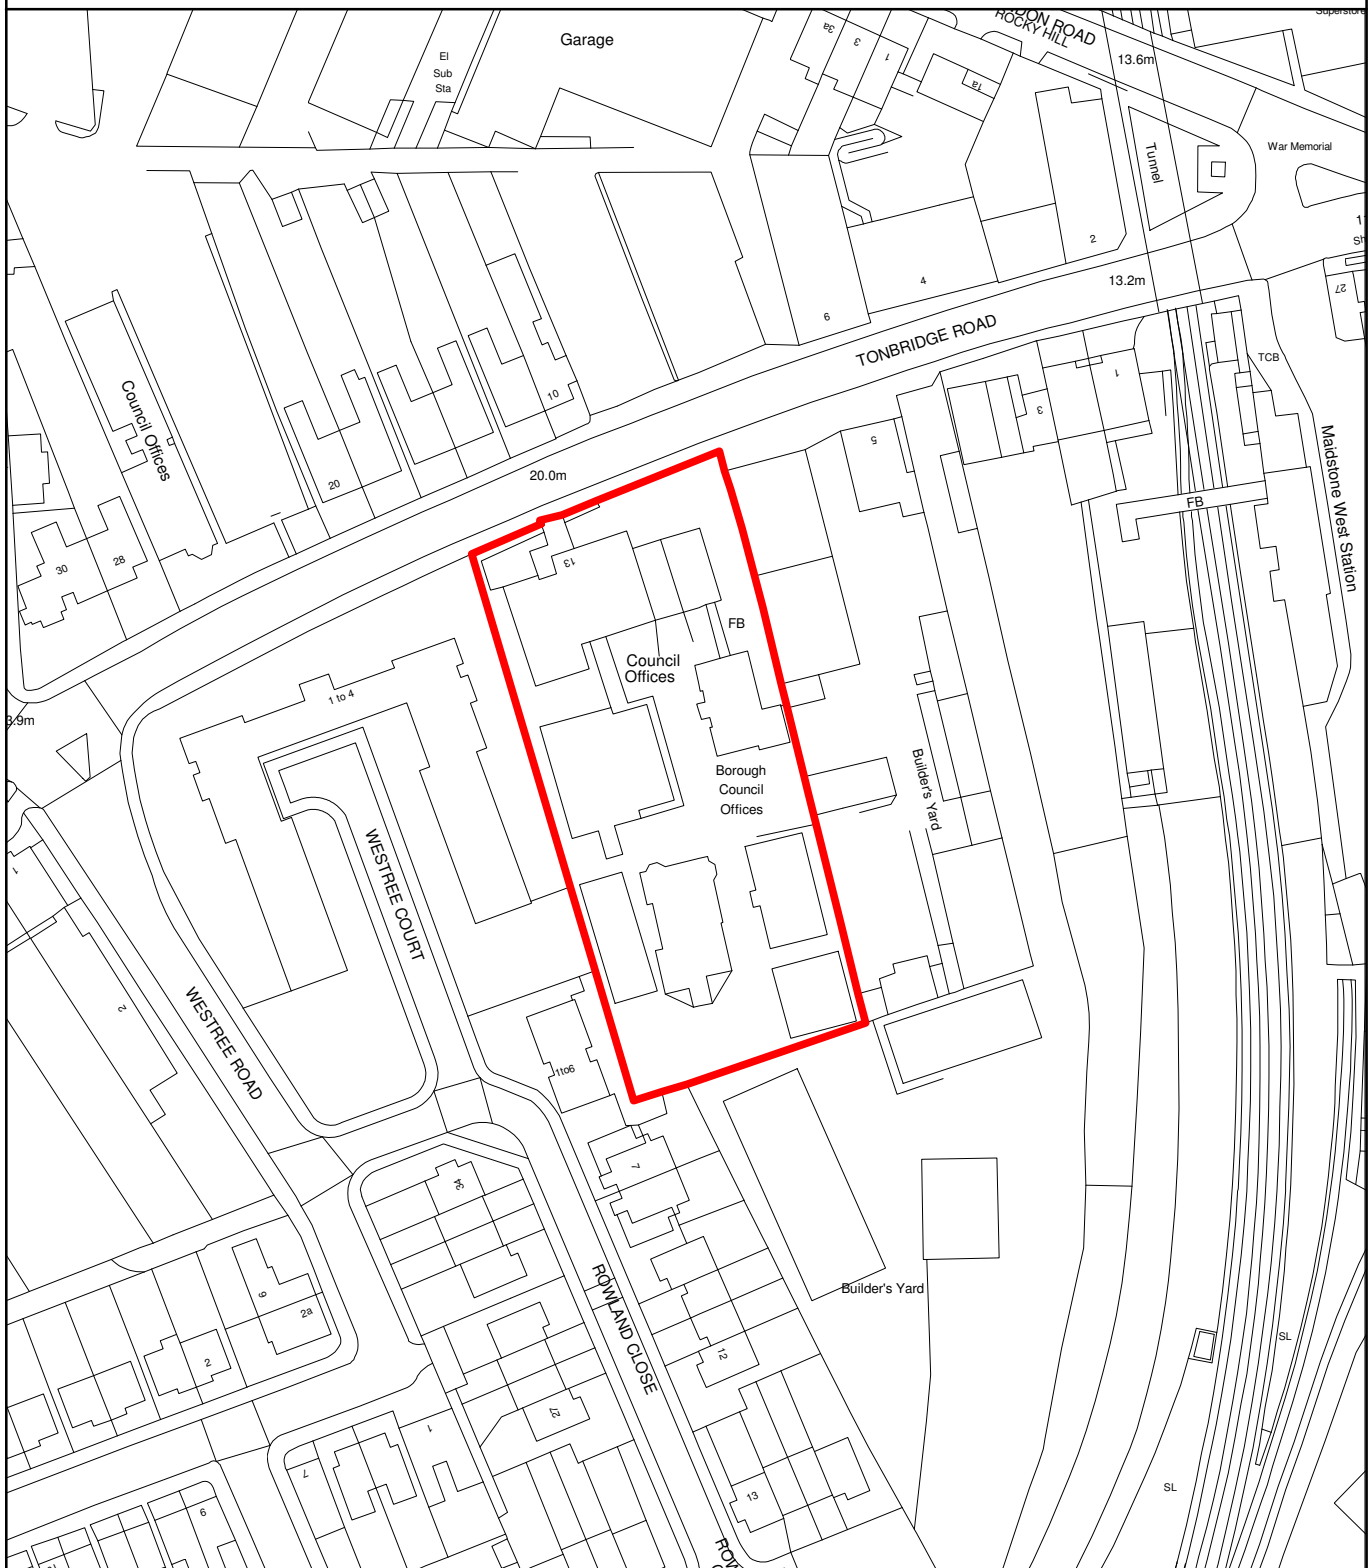 Superstore
DON ROAD
ROCKY HILL
Garage
3a
3
1
El
Sub
Sta
13.6m
1a
War Memorial
Tunnel
2
4
13.2m
27
6
TONBRIDGE ROAD
TCB
1
3
10
Council Offices
5
Maidstone West Station
20
20.0m
FB
30
28
13
FB
Council
Offices
1 to 4
3.9m
Borough
Council
Offices
Builder's Yard
WESTREE COURT
1
2
WESTREE ROAD
1to6
7
34
Builder's Yard
ROWLAND CLOSE
9
2a
SL
2
12
27
1
7
SL
13
6